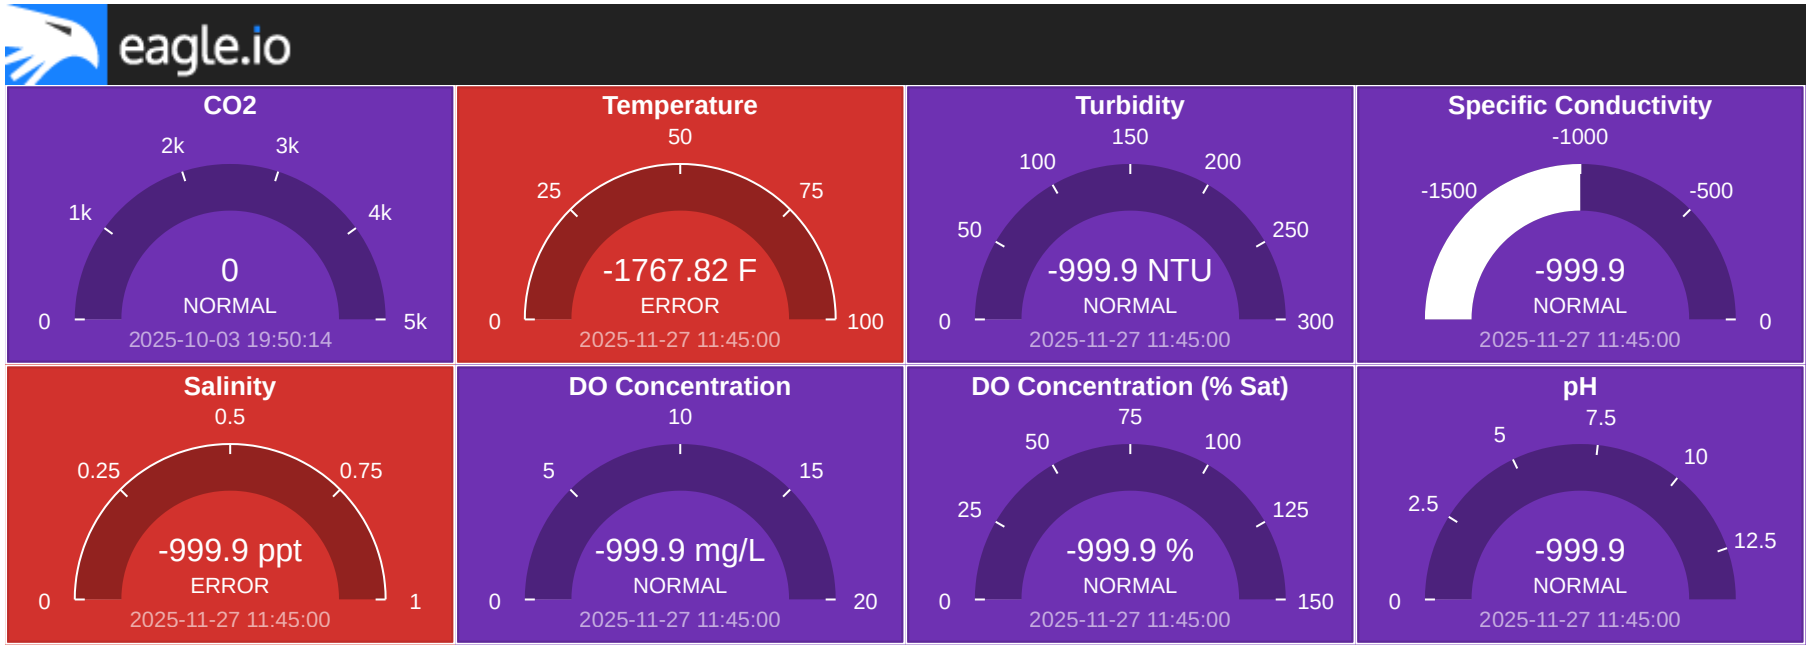 eagle.io
CO2
2k
3k
1k
4k
0
NORMAL
0
5k
2025-10-03 19:50:14
Temperature
50
25
75
-1767.82 F
ERROR
0
100
2025-11-27 11:45:00
Turbidity
150
100
200
50
250
-999.9 NTU
NORMAL
0
300
2025-11-27 11:45:00
Specific Conductivity
-1000
-1500
-500
-999.9
NORMAL
0
2025-11-27 11:45:00
Salinity
0.5
0.25
0.75
-999.9 ppt
ERROR
0
1
2025-11-27 11:45:00
DO Concentration
10
5
15
-999.9 mg/L
NORMAL
0
20
2025-11-27 11:45:00
DO Concentration (% Sat)
75
50
100
25
125
-999.9 %
NORMAL
0
150
2025-11-27 11:45:00
pH
7.5
5
10
2.5
12.5
-999.9
NORMAL
0
2025-11-27 11:45:00